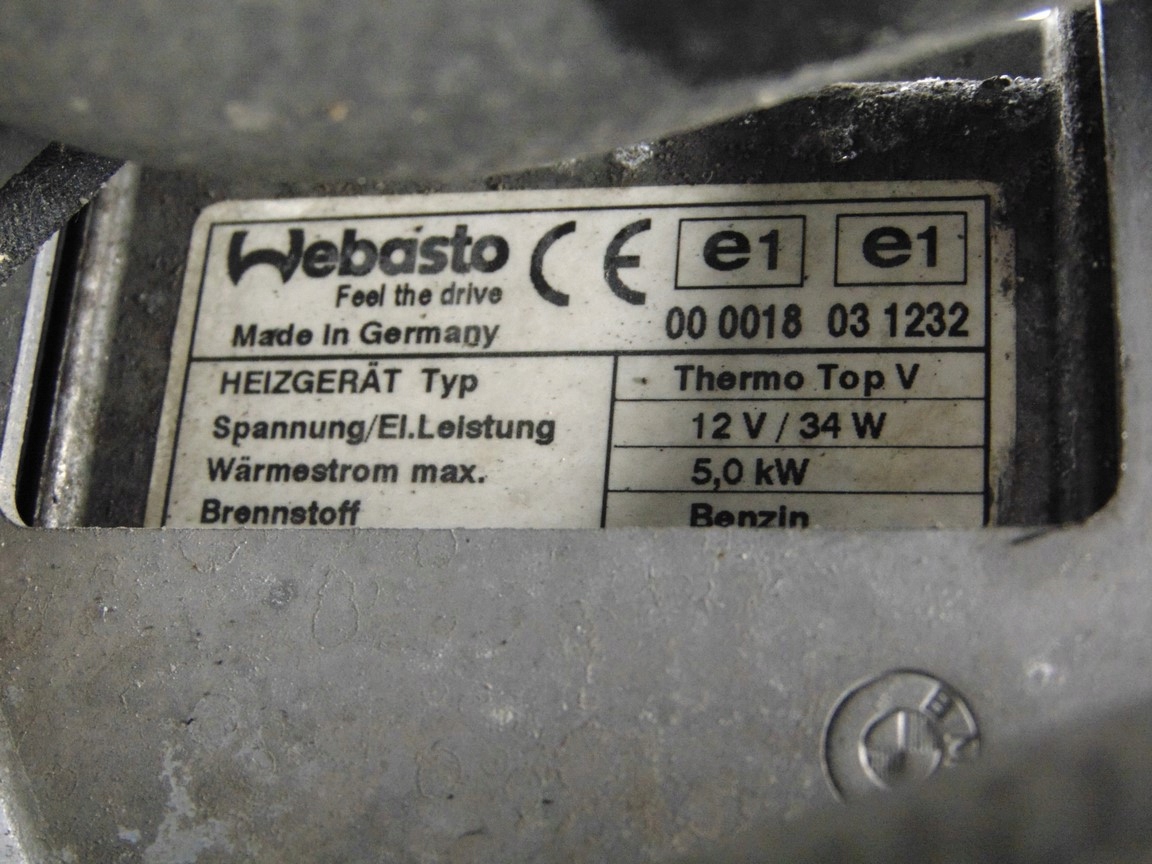 Webasto CE e1 e1
Feel the drive
Made In Germany 00 0018 03 1232
HEIZGERÄT Typ Thermo Top V
Spannung/El.Leistung 12 V / 34 W
Wärmestrom max. 5,0 kW
Brennstoff Benzin